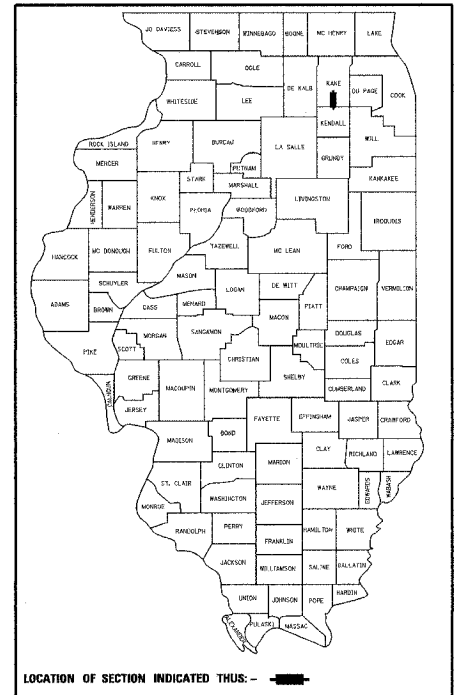 JO DAVIESS STEPHENSON WINNEBAGO BOONE MC HENRY LAKE
CARROLL OGLE KANE COOK
DE KALB DU PAGE
WHITESIDE LEE
KENDALL
ROCK ISLAND HENRY BUREAU LA SALLE GRUNDY WILL
MERCER PUTNAM KANKAKEE
STARK MARSHALL
HENDERSON WARREN KNOX PEORIA WOODFORD LIVINGSTON IROQUOIS
HANCOCK MC DONOUGH FULTON TAZEWELL MC LEAN FORD
SCHUYLER MASON LOGAN DE WITT CHAMPAIGN VERMILION
ADAMS BROWN CASS MENARD MACON PIATT
PIKE SCOTT MORGAN SANGAMON MOULTRIE DOUGLAS EDGAR
CHRISTIAN COLES
CALHOUN GREENE MACOUPIN MONTGOMERY SHELBY CUMBERLAND CLARK
JERSEY FAYETTE EFFINGHAM JASPER CRAWFORD
MADISON BOND
CLINTON MARION CLAY RICHLAND LAWRENCE
ST. CLAIR WASHINGTON WAYNE EDWARDS WABASH
MONROE JEFFERSON
RANDOLPH PERRY HAMILTON WHITE
FRANKLIN
JACKSON WILLIAMSON SALINE GALLATIN
UNION JOHNSON POPE HARDIN
ALEXANDER PULASKI MASSAC
LOCATION OF SECTION INDICATED THUS: -